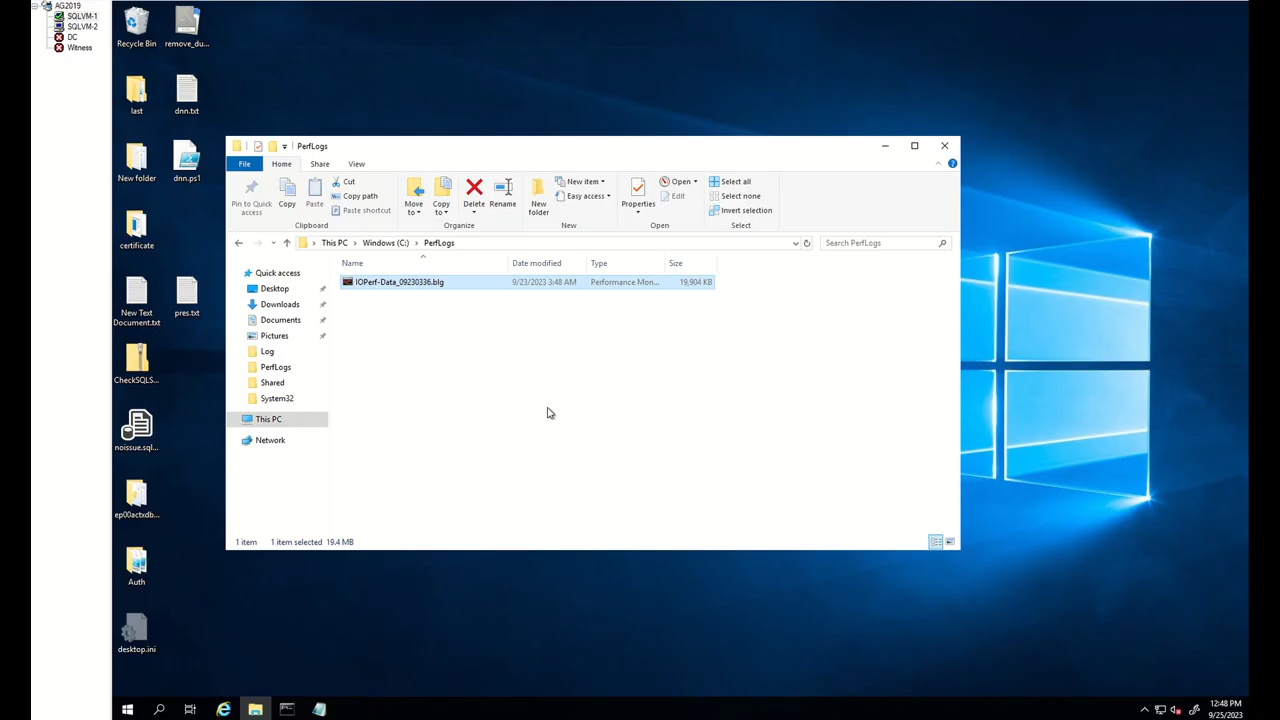 AG2019
SQLVM-1
SQLVM-2
DC
Witness
Recycle Bin
remove_du...
last
dnn.txt
New folder
dnn.ps1
certificate
New Text
Document.txt
pres.txt
CheckSQLS...
noissue.sql...
ep00actxdb...
Auth
desktop.ini
PerfLogs
File
Home
Share
View
Pin to Quick
access
Copy
Paste
Cut
Copy path
Paste shortcut
Clipboard
Move
to
Copy
to
Delete
Rename
Organize
New
folder
New item
Easy access
New
Properties
Open
Edit
Open
Select all
Select none
Invert selection
Select
This PC
Windows (C:)
PerfLogs
Search PerfLogs
Name
Date modified
Type
Size
IOPerf-Data_09230336.blg
9/23/2023 3:48 AM
Performance Mon...
19,904 KB
Quick access
Desktop
Downloads
Documents
Pictures
Log
PerfLogs
Shared
System32
This PC
Network
1 item
1 item selected 19.4 MB
12:48 PM
9/25/2023